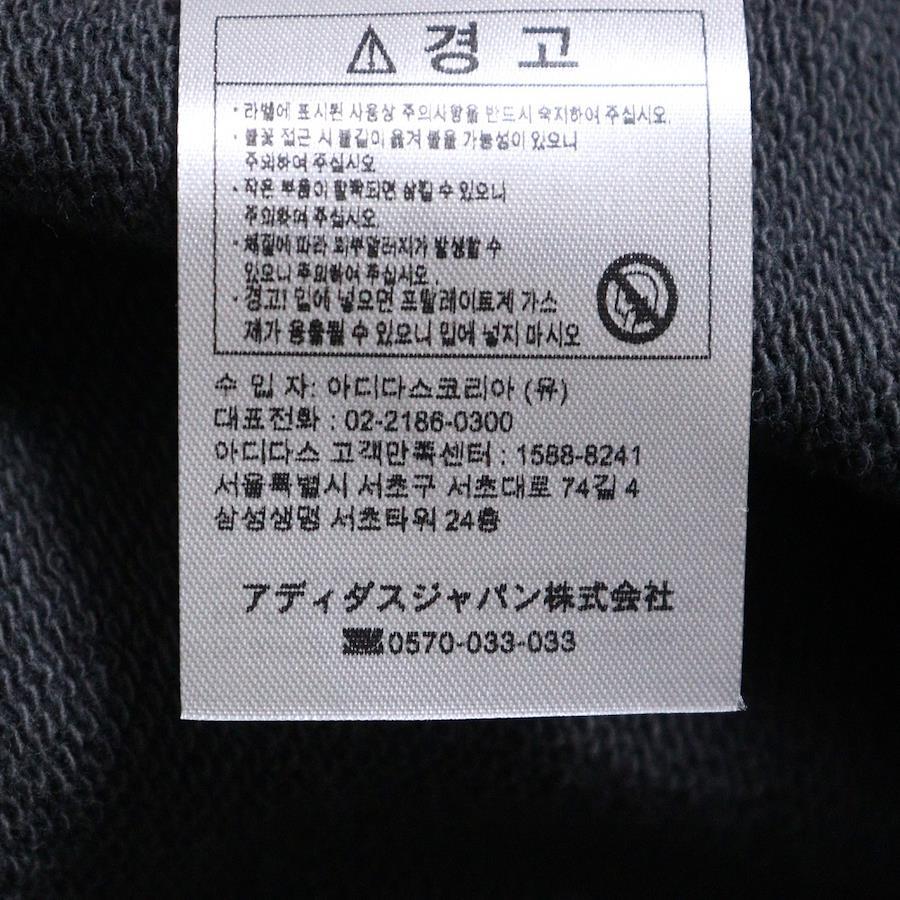 ⚠ 경 고
· 라벨에 표시된 사용상 주의사항을 반드시 숙지하여 주십시오.
· 불꽃 접근 시 불길이 옮겨 붙을 가능성이 있으니
주의하여 주십시오
· 작은 부품이 탈락되면 삼킬 수 있으니
주의하여 주십시오.
· 재질에 따라 피부알러지가 발생할 수
있으니 주의하여 주십시오.
· 경고! 입에 넣으면 프탈레이트계 가소
제가 용출될 수 있으니 입에 넣지 마시오
수 입 자: 아디다스코리아 (유)
대표전화 : 02-2186-0300
아디다스 고객만족센터 : 1588-8241
서울특별시 서초구 서초대로 74길 4
삼성생명 서초타워 24층
アディダスジャパン株式会社
0570-033-033